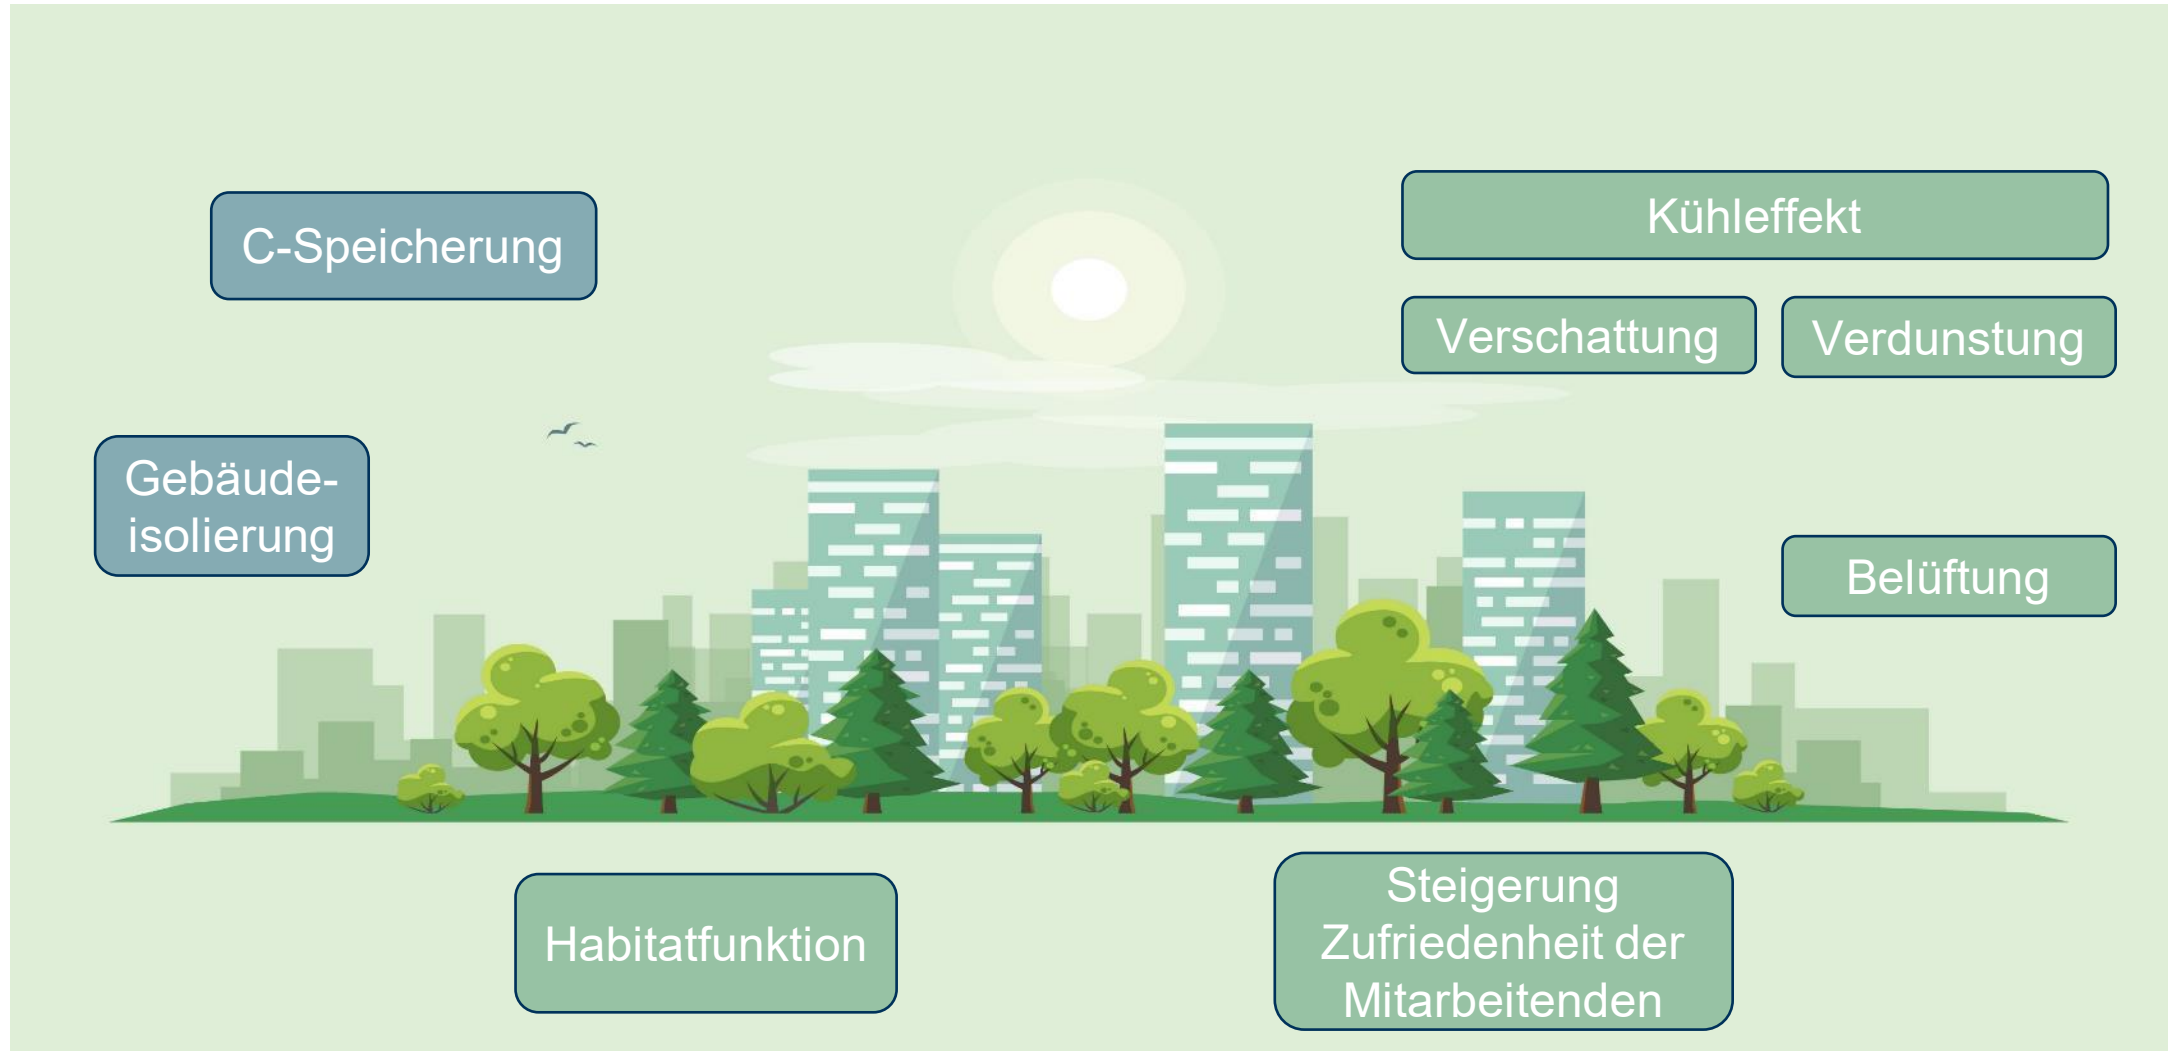 C-Speicherung
Kühleffekt
Verschattung
Verdunstung
Gebäude-
isolierung
Belüftung
Habitatfunktion
Steigerung
Zufriedenheit der
Mitarbeitenden